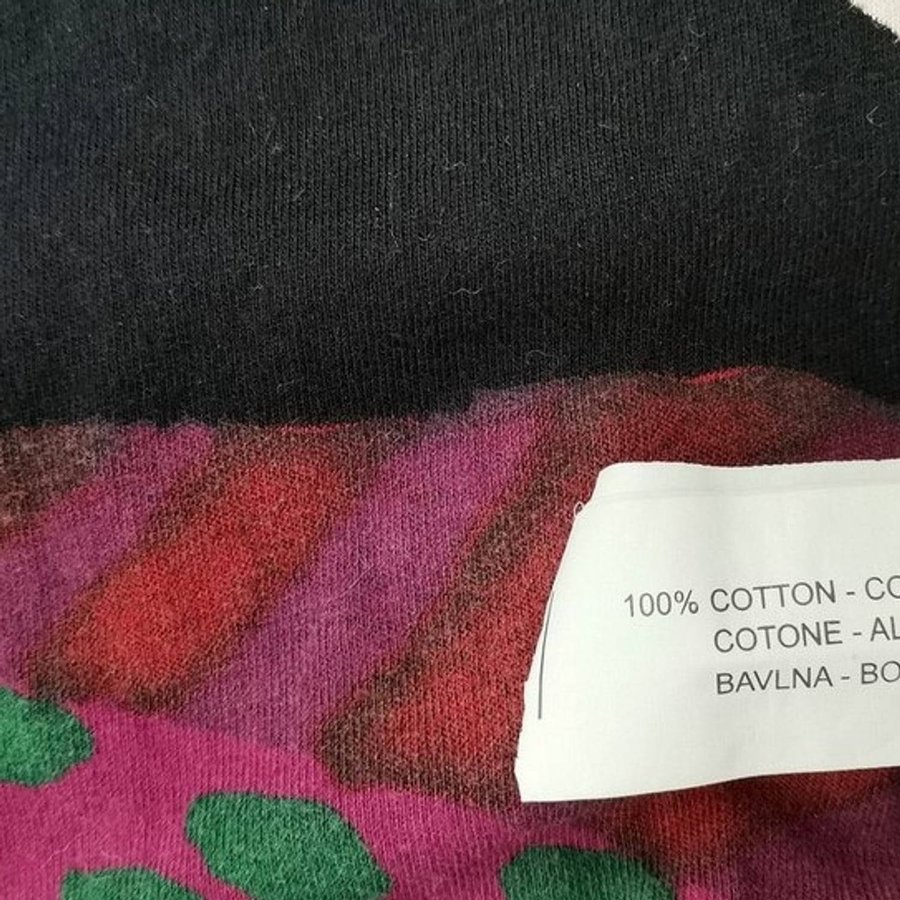 100% COTTON - CO
COTONE - AL
BAVLNA - BO